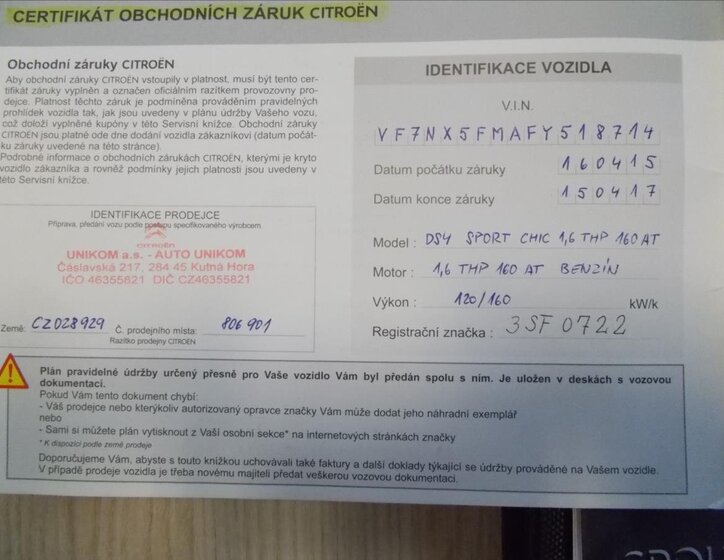 CERTIFIKÁT OBCHODNÍCH ZÁRUK CITROËN
Obchodní záruky CITROËN
Aby obchodní záruky CITROËN vstoupily v platnost, musí být tento cer-
tifikát záruky vyplněn a označen oficiálním razítkem provozovny pro-
dejce. Platnost těchto záruk je podmíněna prováděním pravidelných
prohlídek vozidla tak, jak jsou uvedeny v plánu údržby Vašeho vozu,
což doloží vyplněné kupóny v této Servisní knížce. Obchodní záruky
CITROËN jsou platné ode dne dodání vozidla zákazníkovi (datum počát-
ku záruky uvedené na této stránce).
Podrobné informace o obchodních zárukách CITROËN, kterými je kryto
vozidlo zákazníka a rovněž podmínky jejich platnosti jsou uvedeny v
této Servisní knížce.
IDENTIFIKACE PRODEJCE
Příprava, předání vozu podle postupu specifikovaného výrobcem
CITROËN
UNIKOM a.s. - AUTO UNIKOM
Čáslavská 217, 284 45 Kutná Hora
IČO 46355821 DIČ CZ46355821
Země: CZ028929 Č. prodejního místa: 806901
Razítko prodejny CITROËN
IDENTIFIKACE VOZIDLA
V.I.N.
VF7NX5FMAFY518714
Datum počátku záruky 160415
Datum konce záruky 150417
Model : DS4 SPORT CHIC 1,6 THP 160 AT
Motor : 1,6 THP 160 AT BENZÍN
Výkon : 120/160 kW/k
Registrační značka : 3SF 0722
Plán pravidelné údržby určený přesně pro Vaše vozidlo Vám byl předán spolu s ním. Je uložen v deskách s vozovou
dokumentací.
Pokud Vám tento dokument chybí:
- Váš prodejce nebo kterýkoliv autorizovaný opravce značky Vám může dodat jeho náhradní exemplář
nebo
- Sami si můžete plán vytisknout z Vaší osobní sekce* na internetových stránkách značky
* K dispozici podle země prodeje
Doporučujeme Vám, abyste s touto knížkou uchovávali také faktury a další doklady týkající se údržby prováděné na Vašem vozidle.
V případě prodeje vozidla je třeba novému majiteli předat veškerou vozovou dokumentaci.